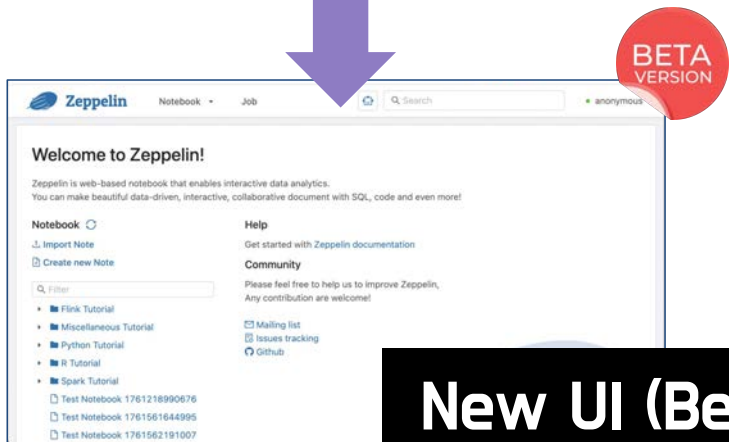 BETA
VERSION
Zeppelin Notebook Job Search anonymous
Welcome to Zeppelin!
Zeppelin is web-based notebook that enables interactive data analytics.
You can make beautiful data-driven, interactive, collaborative document with SQL, code and even more!
Notebook
Import Note
Create new Note
Filter
Flink Tutorial
Miscellaneous Tutorial
Python Tutorial
R Tutorial
Spark Tutorial
Test Notebook 1761218990676
Test Notebook 1761561644995
Test Notebook 1761562191007
Help
Get started with Zeppelin documentation
Community
Please feel free to help us to improve Zeppelin,
Any contribution are welcome!
Mailing list
Issues tracking
Github
New UI (Be